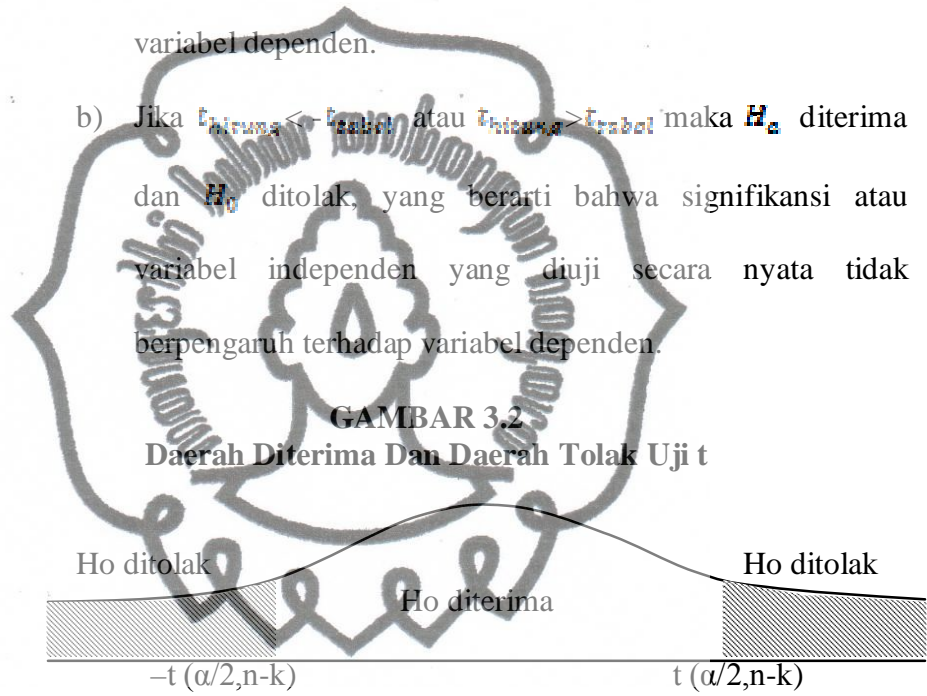 variabel dependen.
b) Jika t_hitung < -t_tabel atau t_hitung > t_tabel maka H_a diterima
dan H_0 ditolak, yang berarti bahwa signifikansi atau
variabel independen yang diuji secara nyata tidak
berpengaruh terhadap variabel dependen.
GAMBAR 3.2
Daerah Diterima Dan Daerah Tolak Uji t
Ho ditolak Ho ditolak
Ho diterima
–t (α/2,n-k) t (α/2,n-k)